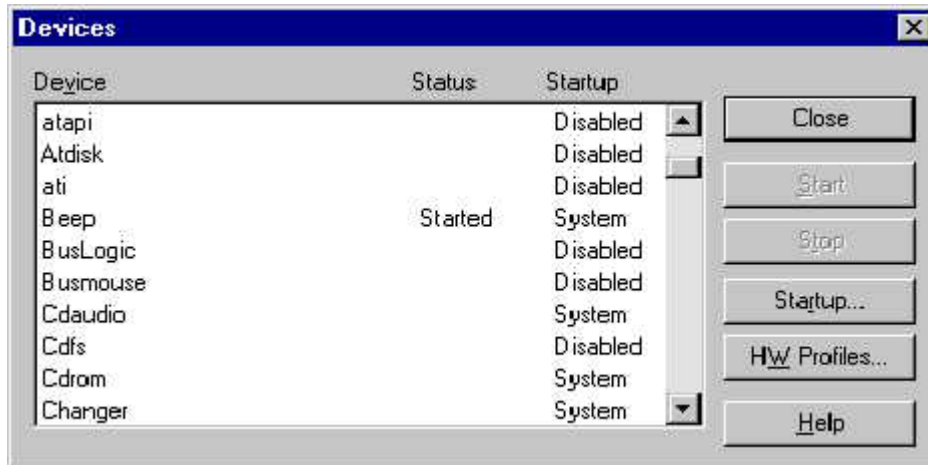 Devices
Device Status Startup
atapi Disabled
Atdisk Disabled
ati Disabled
Beep Started System
BusLogic Disabled
Busmouse Disabled
Cdaudio System
Cdfs Disabled
Cdrom System
Changer System
Close
Start
Stop
Startup...
HW Profiles...
Help